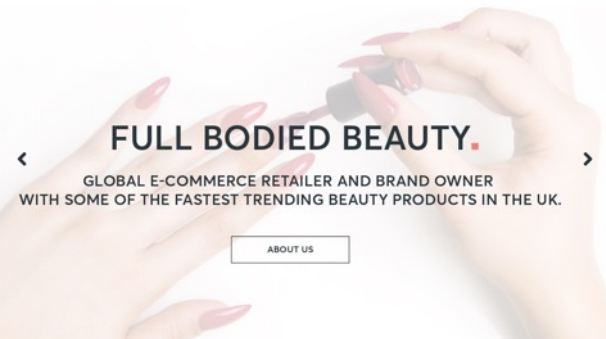 FULL BODIED BEAUTY.
GLOBAL E-COMMERCE RETAILER AND BRAND OWNER
WITH SOME OF THE FASTEST TRENDING BEAUTY PRODUCTS IN THE UK.
ABOUT US